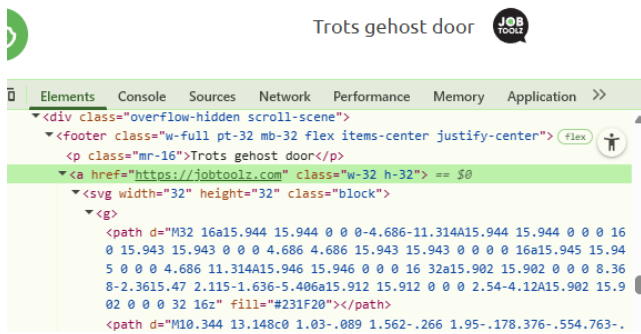 Trots gehost door JOB TOOLZ
Elements Console Sources Network Performance Memory Application
<div class="overflow-hidden scroll-scene">
<footer class="w-full pt-32 mb-32 flex items-center justify-center"> flex
<p class="mr-16">Trots gehost door</p>
<a href="https://jobtoolz.com" class="w-32 h-32"> == $0
<svg width="32" height="32" class="block">
<g>
<path d="M32 16a15.944 15.944 0 0 0-4.686-11.314A15.944 15.944 0 0 0 16
0 15.943 15.943 0 0 0 4.686 4.686 15.943 15.943 0 0 0 0 16a15.945 15.94
5 0 0 0 4.686 11.314A15.946 15.946 0 0 0 16 32a15.902 15.902 0 0 0 8.36
8-2.3615.47 2.115-1.636-5.406a15.912 15.912 0 0 0 2.54-4.12A15.902 15.9
02 0 0 0 32 16z" fill="#231F20"></path>
<path d="M10.344 13.148c0 1.03-.089 1.562-.266 1.95-.178.376-.554.763-.